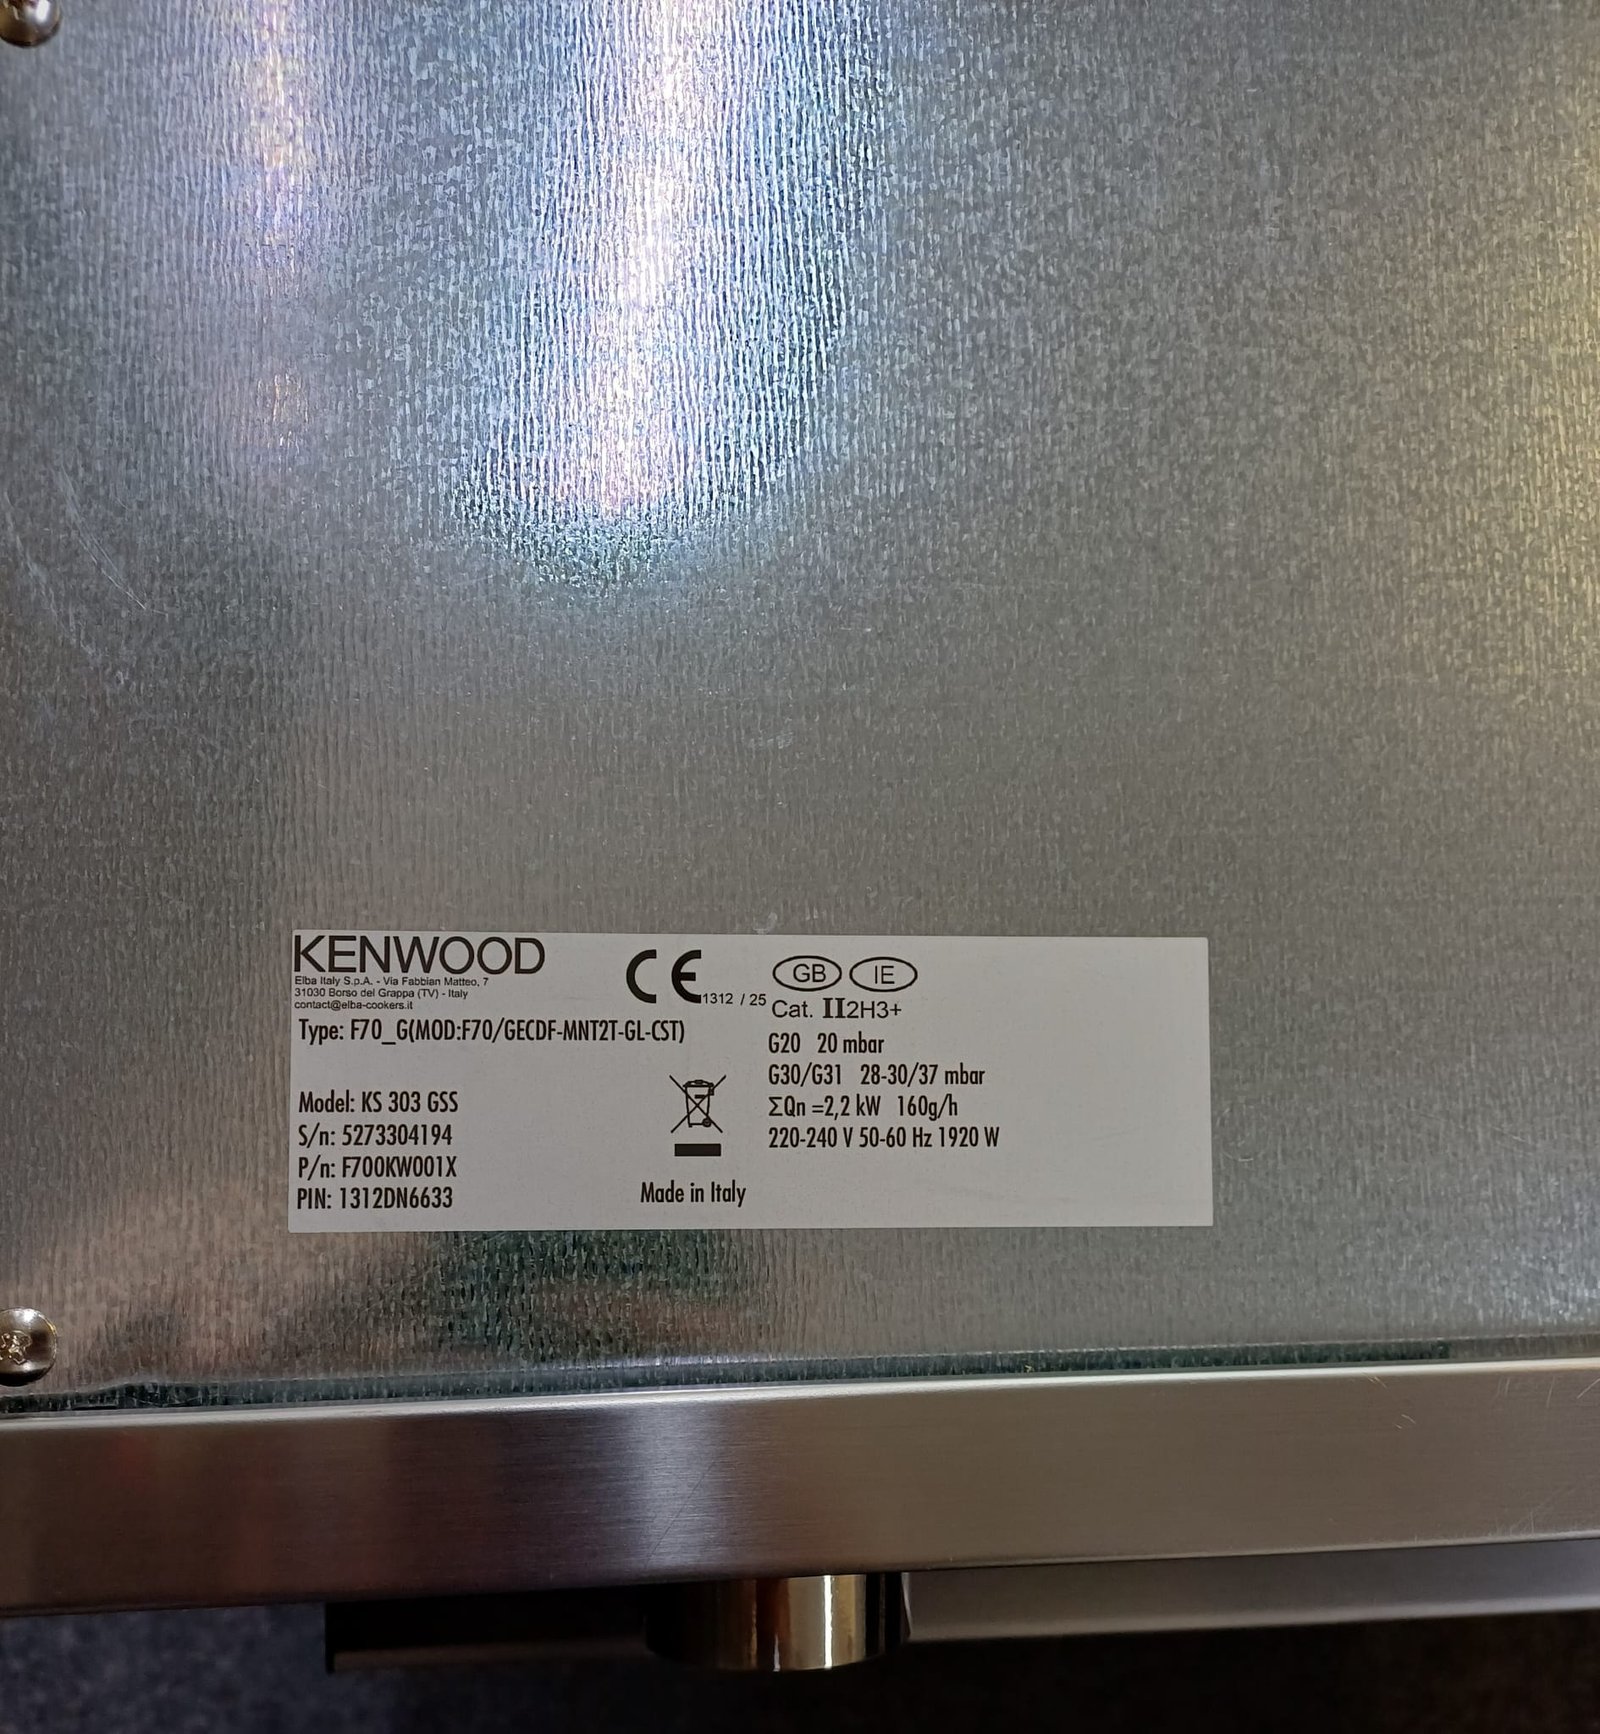 KENWOOD
Elba Italy S.p.A. - Via Fabbian Matteo, 7
31030 Borso del Grappa (TV) - Italy
contact@elba-cookers.it
Type: F70_G(MOD:F70/GECDF-MNT2T-GL-CST)
Model: KS 303 GSS
S/n: 5273304194
P/n: F700KW001X
PIN: 1312DN6633
CE 1312 / 25
Made in Italy
GB IE
Cat. II2H3+
G20 20 mbar
G30/G31 28-30/37 mbar
ΣQn =2,2 kW 160g/h
220-240 V 50-60 Hz 1920 W